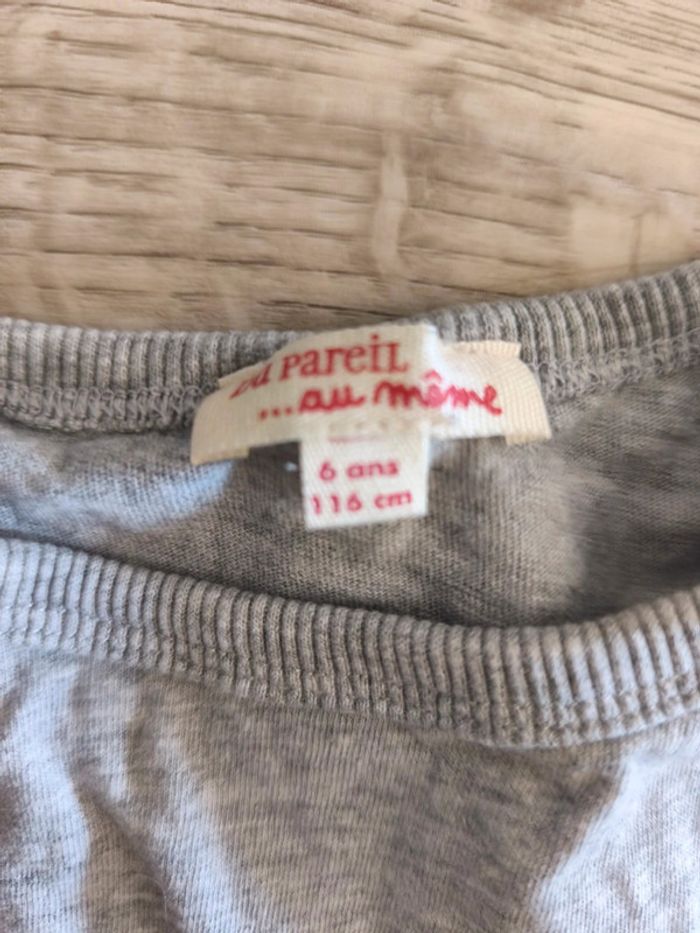 Du PareiL
...au même
6 ans
116 cm